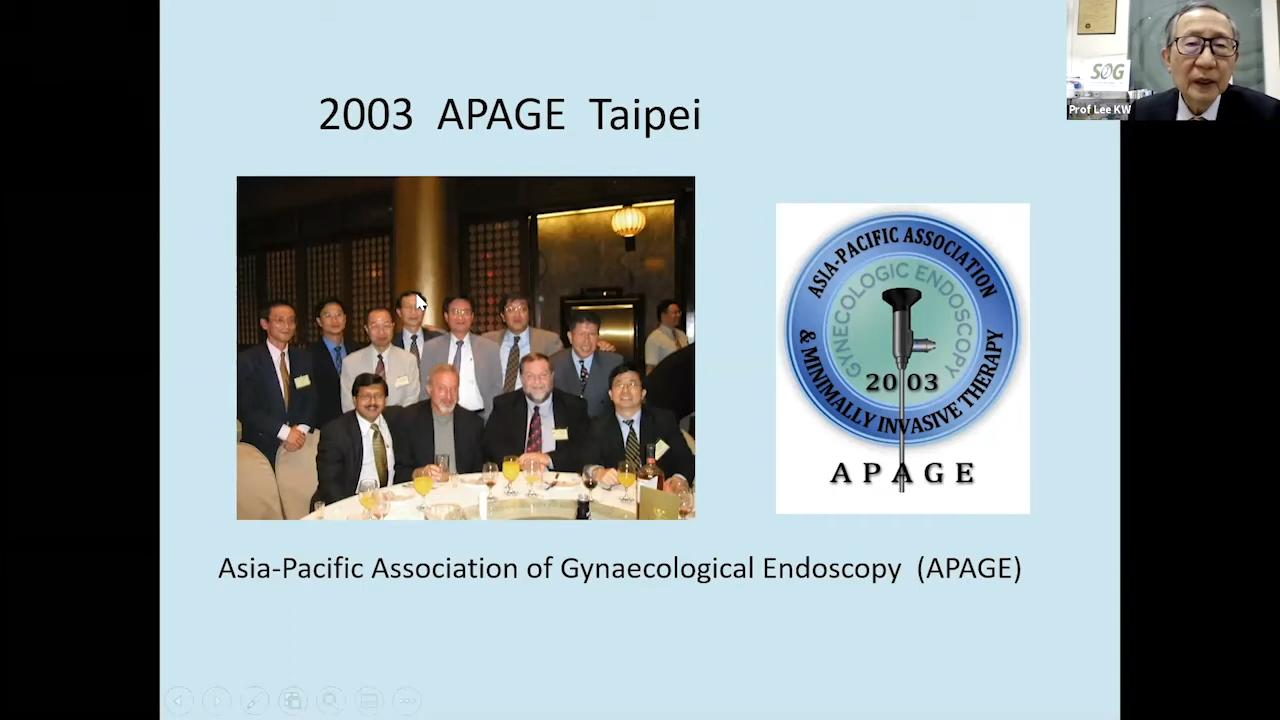 2003 APAGE Taipei
SOG
Prof Lee KW
ASIA-PACIFIC ASSOCIATION
GYNECOLOGIC ENDOSCOPY
2003
& MINIMALLY INVASIVE THERAPY
APAGE
Asia-Pacific Association of Gynaecological Endoscopy (APAGE)